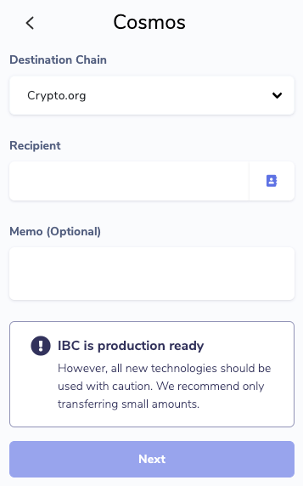 Cosmos
Destination Chain
Crypto.org
Recipient
Memo (Optional)
IBC is production ready
However, all new technologies should be
used with caution. We recommend only
transferring small amounts.
Next